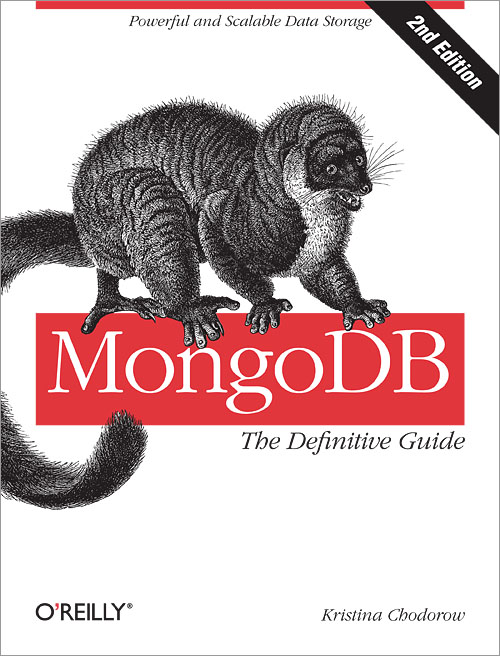 Powerful and Scalable Data Storage
2nd Edition
MongoDB
The Definitive Guide
O'REILLY®
Kristina Chodorow